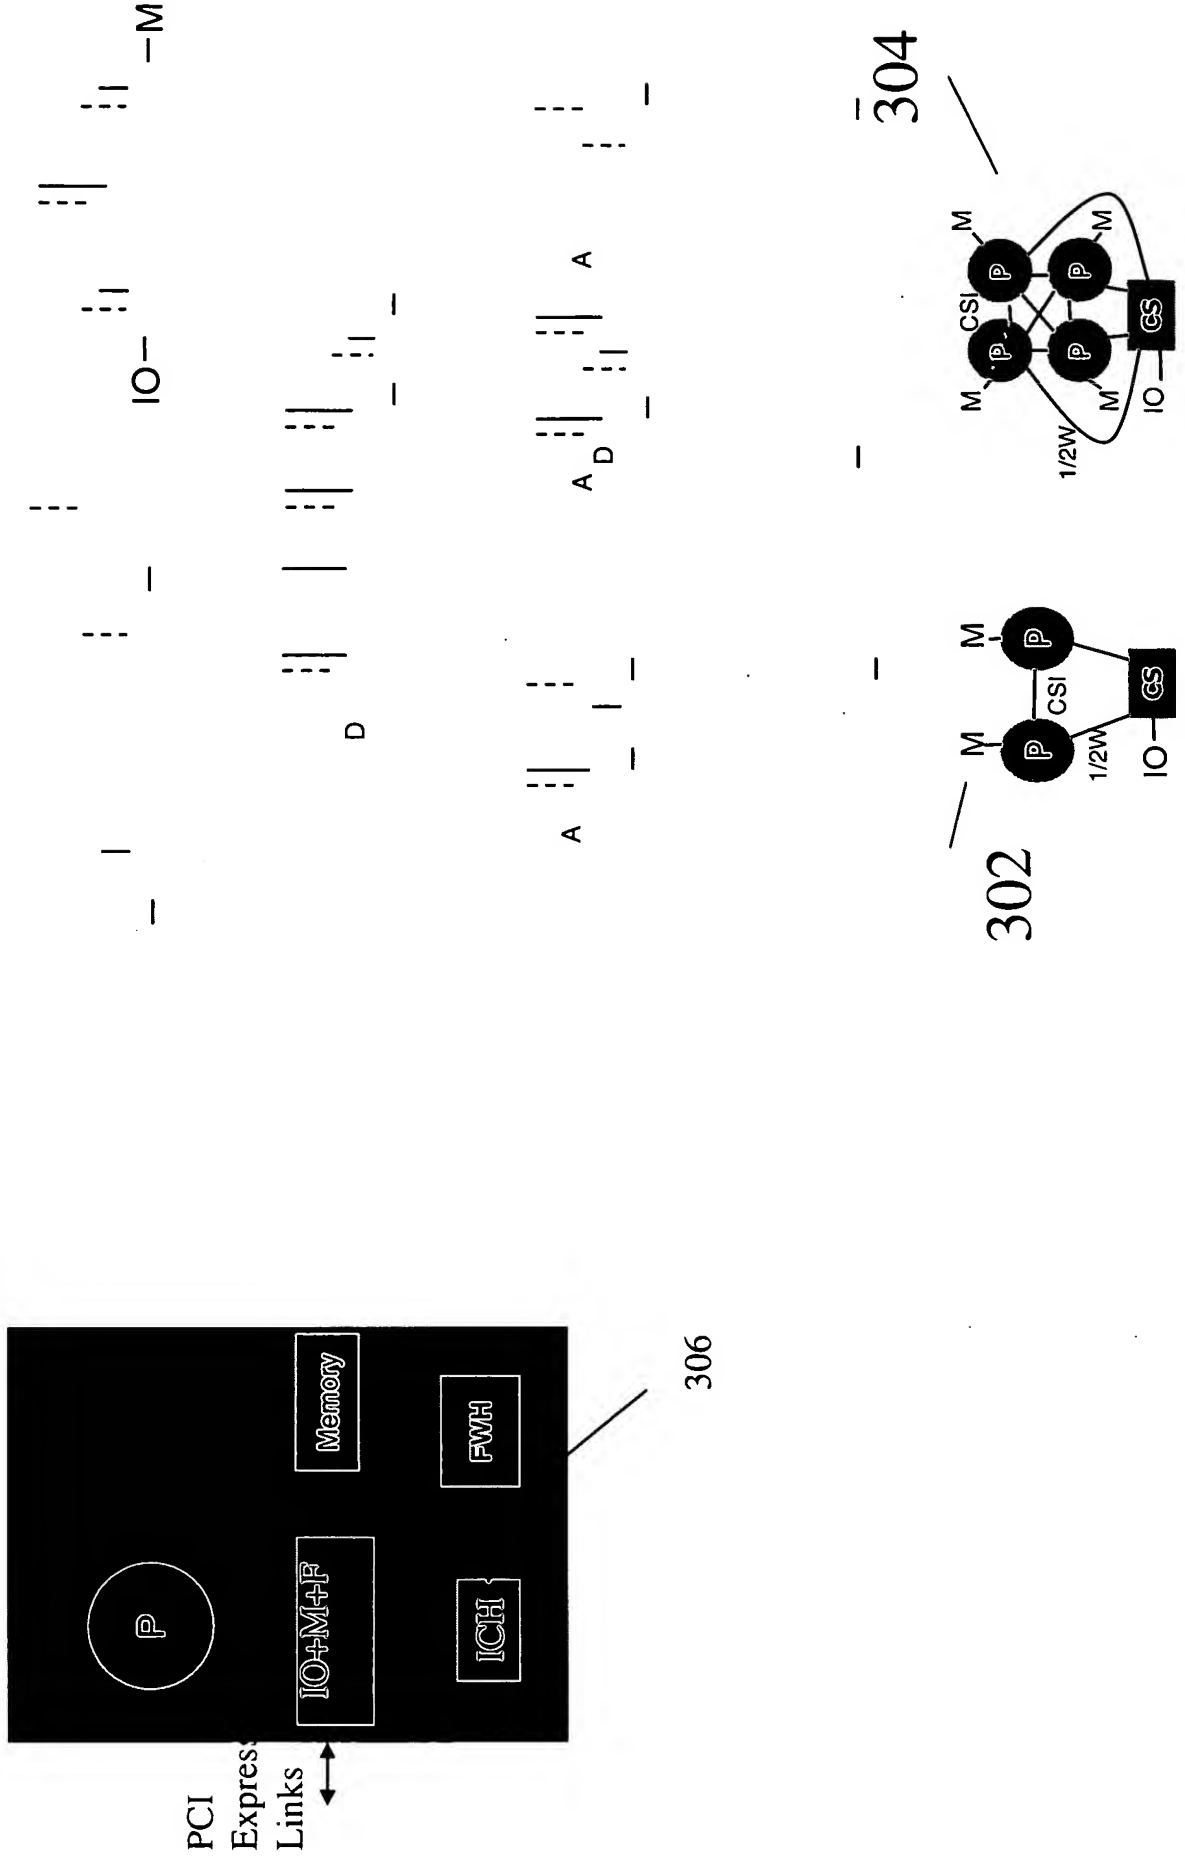 PCI
Express
Links
P
IO+M+F
Memory
ICH
FWH
306
IO
M
D
A
A
D
A
302
M
M
P
P
CSI
1/2W
IO
CS
304
M
CSI
M
P
P
P
P
1/2W
M
M
IO
CS